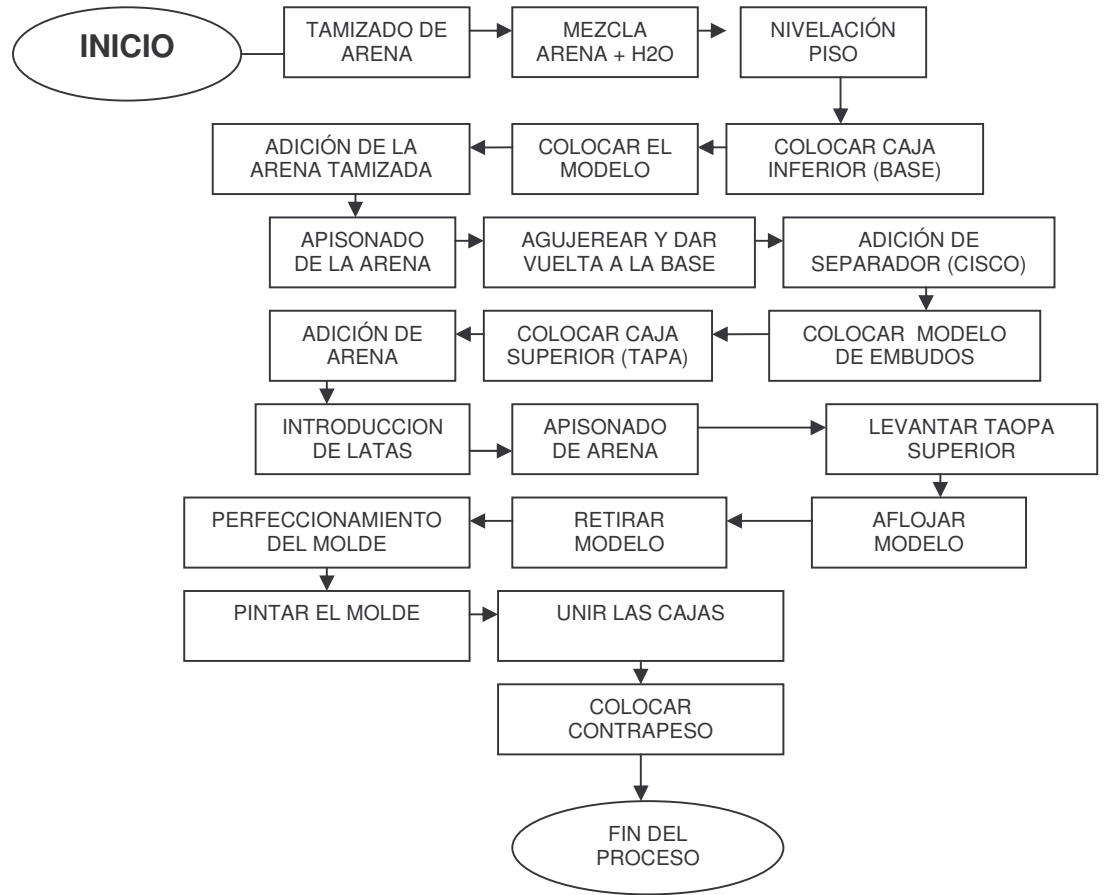 INICIO
TAMIZADO DE
ARENA
MEZCLA
ARENA + H2O
NIVELACIÓN
PISO
COLOCAR CAJA
INFERIOR (BASE)
COLOCAR EL
MODELO
ADICIÓN DE LA
ARENA TAMIZADA
APISONADO
DE LA ARENA
AGUJEREAR Y DAR
VUELTA A LA BASE
ADICIÓN DE
SEPARADOR (CISCO)
COLOCAR MODELO
DE EMBUDOS
COLOCAR CAJA
SUPERIOR (TAPA)
ADICIÓN DE
ARENA
INTRODUCCION
DE LATAS
APISONADO
DE ARENA
LEVANTAR TAOPA
SUPERIOR
AFLOJAR
MODELO
RETIRAR
MODELO
PERFECCIONAMIENTO
DEL MOLDE
PINTAR EL MOLDE
UNIR LAS CAJAS
COLOCAR
CONTRAPESO
FIN DEL
PROCESO